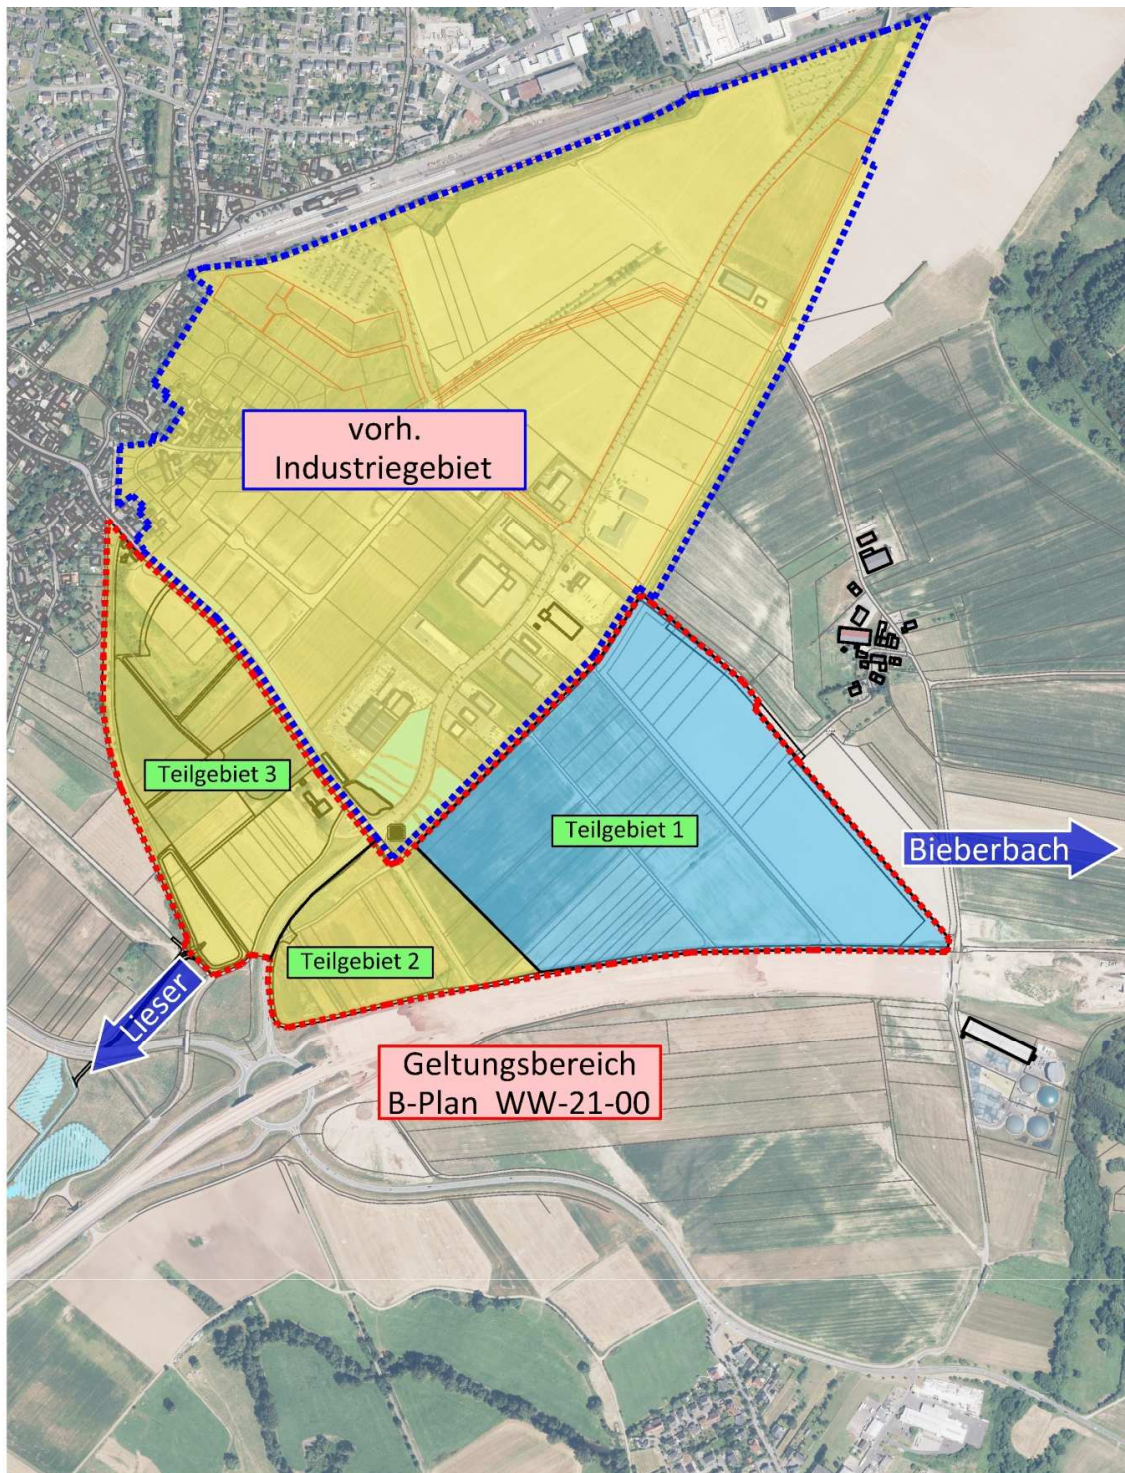 vorh.
Industriegebiet
Teilgebiet 3
Teilgebiet 1
Bieberbach
Teilgebiet 2
Lieser
Geltungsbereich
B-Plan WW-21-00